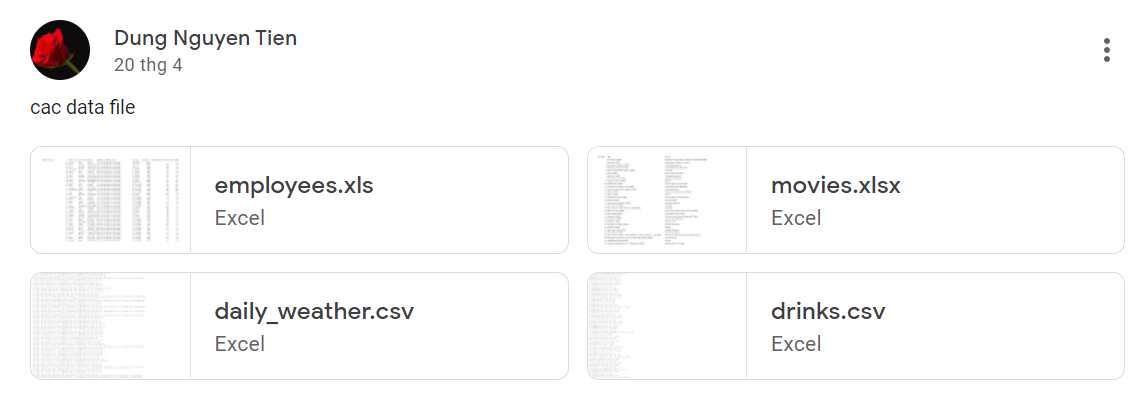 Dung Nguyen Tien
20 thg 4
cac data file
employees.xls
Excel
movies.xlsx
Excel
daily_weather.csv
Excel
drinks.csv
Excel